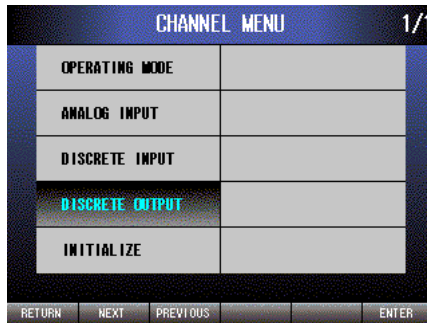 CHANNEL MENU 1/1
OPERATING MODE
ANALOG INPUT
DISCRETE INPUT
DISCRETE OUTPUT
INITIALIZE
RETURN NEXT PREVIOUS ENTER